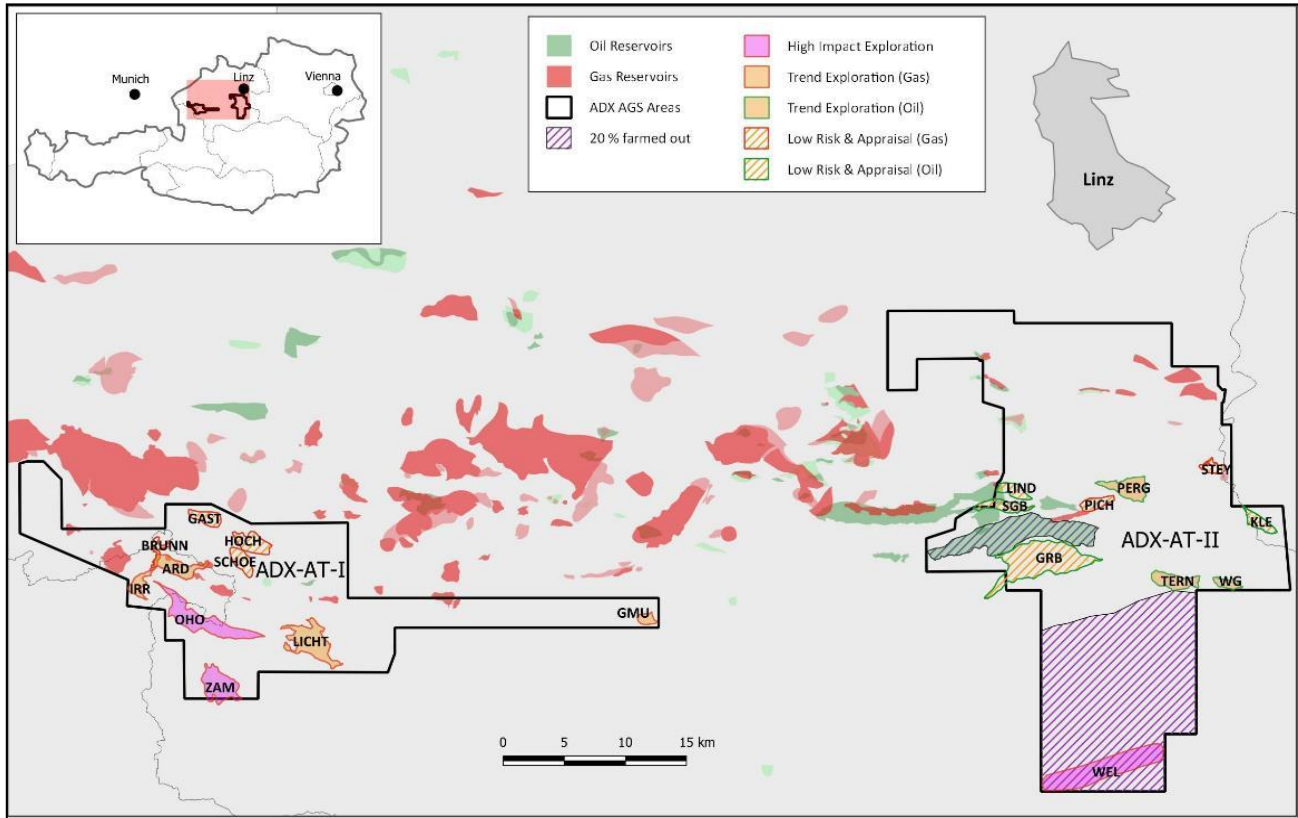 Munich
Linz
Vienna
Oil Reservoirs
Gas Reservoirs
ADX AGS Areas
20 % farmed out
High Impact Exploration
Trend Exploration (Gas)
Trend Exploration (Oil)
Low Risk & Appraisal (Gas)
Low Risk & Appraisal (Oil)
Linz
GAST
BRUNN
HOCH
SCHOE
ARD
ADX-AT-I
IRR
OHO
LICHT
ZAM
GMU
STEY
LIND
PERG
SGB
PICH
KLE
ADX-AT-II
GRB
TERN
WG
WEL
0 5 10 15 km